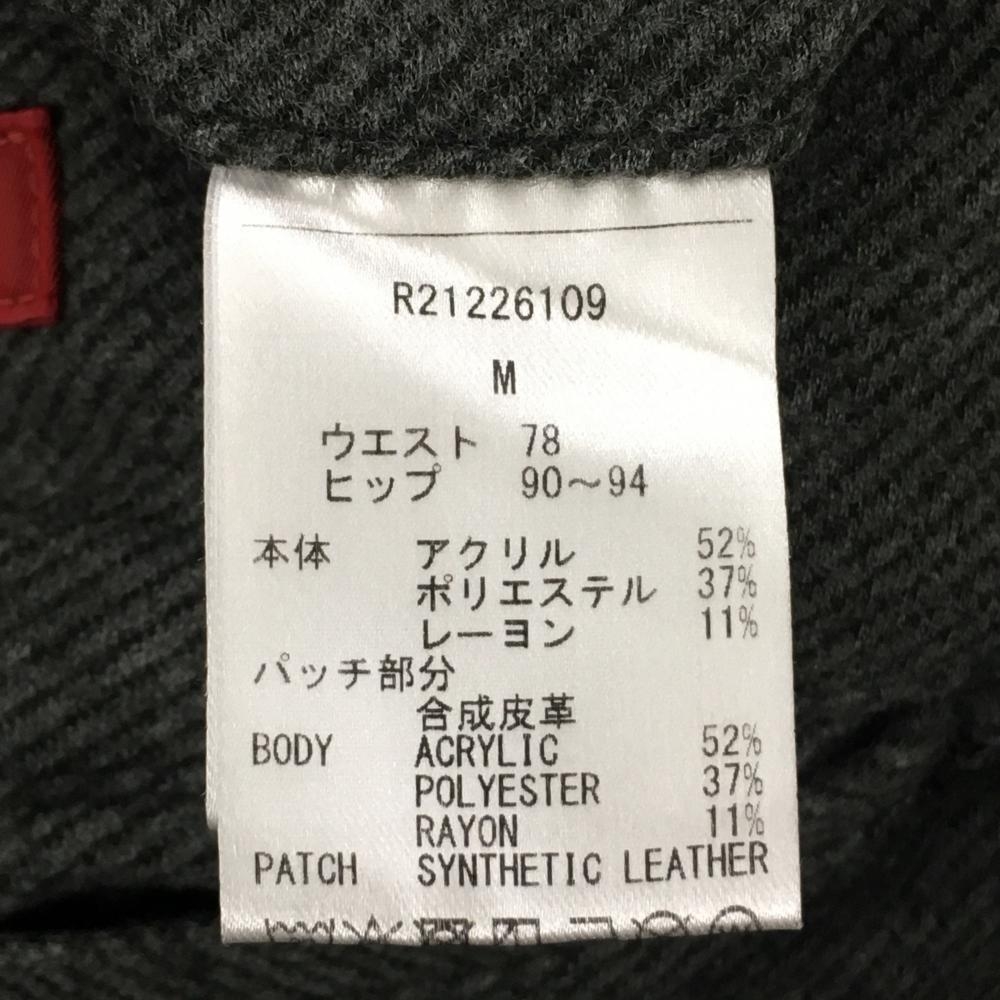 R21226109
M
ウエスト 78
ヒップ 90～94
本体 アクリル 52%
ポリエステル 37%
レーヨン 11%
パッチ部分
合成皮革
BODY ACRYLIC 52%
POLYESTER 37%
RAYON 11%
PATCH SYNTHETIC LEATHER